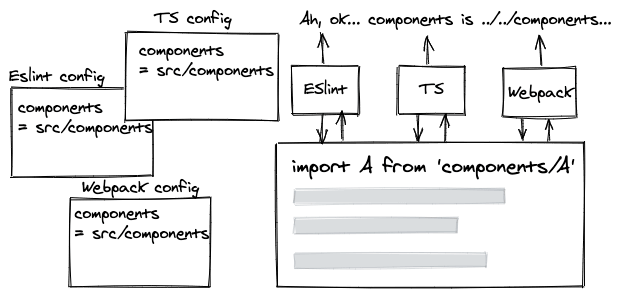 TS config
components
= src/components
Eslint config
components
= src/components
Webpack config
components
= src/components
Ah, ok... components is ../../components...
ESlint
TS
Webpack
import A from 'components/A'